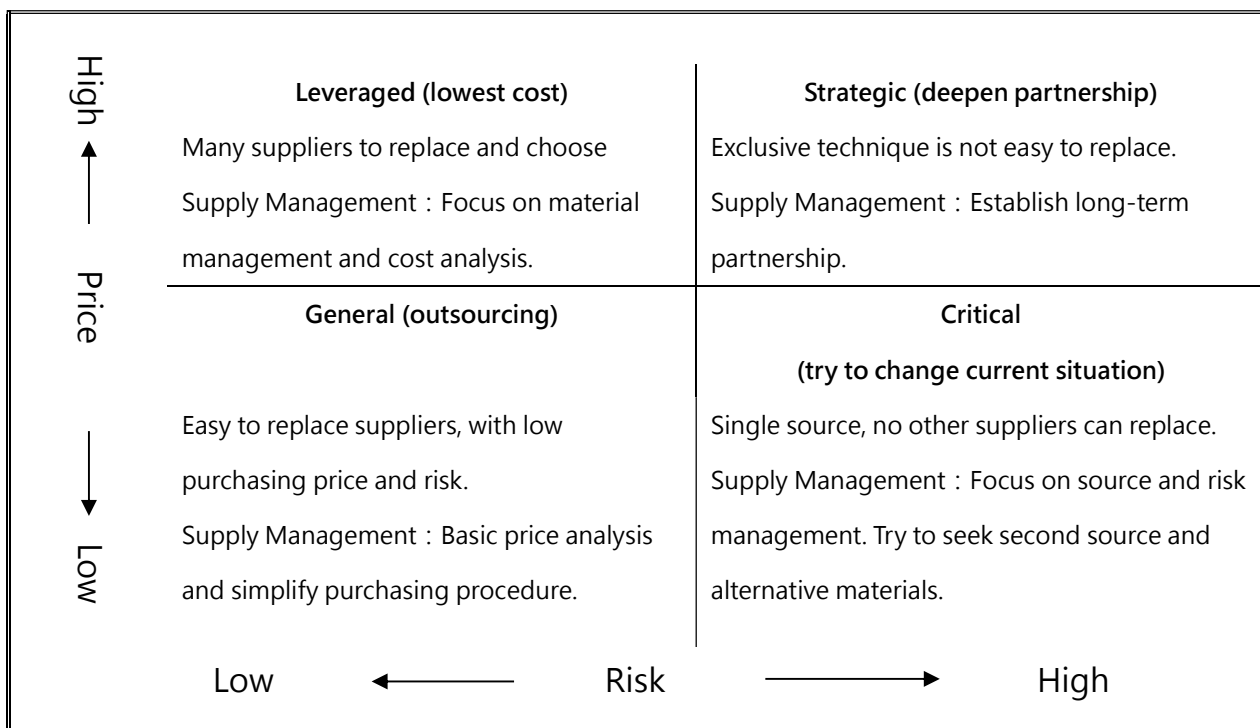 High
Price
Low
Leveraged (lowest cost)
Many suppliers to replace and choose
Supply Management：Focus on material
management and cost analysis.
Strategic (deepen partnership)
Exclusive technique is not easy to replace.
Supply Management：Establish long-term
partnership.
General (outsourcing)
Easy to replace suppliers, with low
purchasing price and risk.
Supply Management：Basic price analysis
and simplify purchasing procedure.
Critical
(try to change current situation)
Single source, no other suppliers can replace.
Supply Management：Focus on source and risk
management. Try to seek second source and
alternative materials.
Low
Risk
High